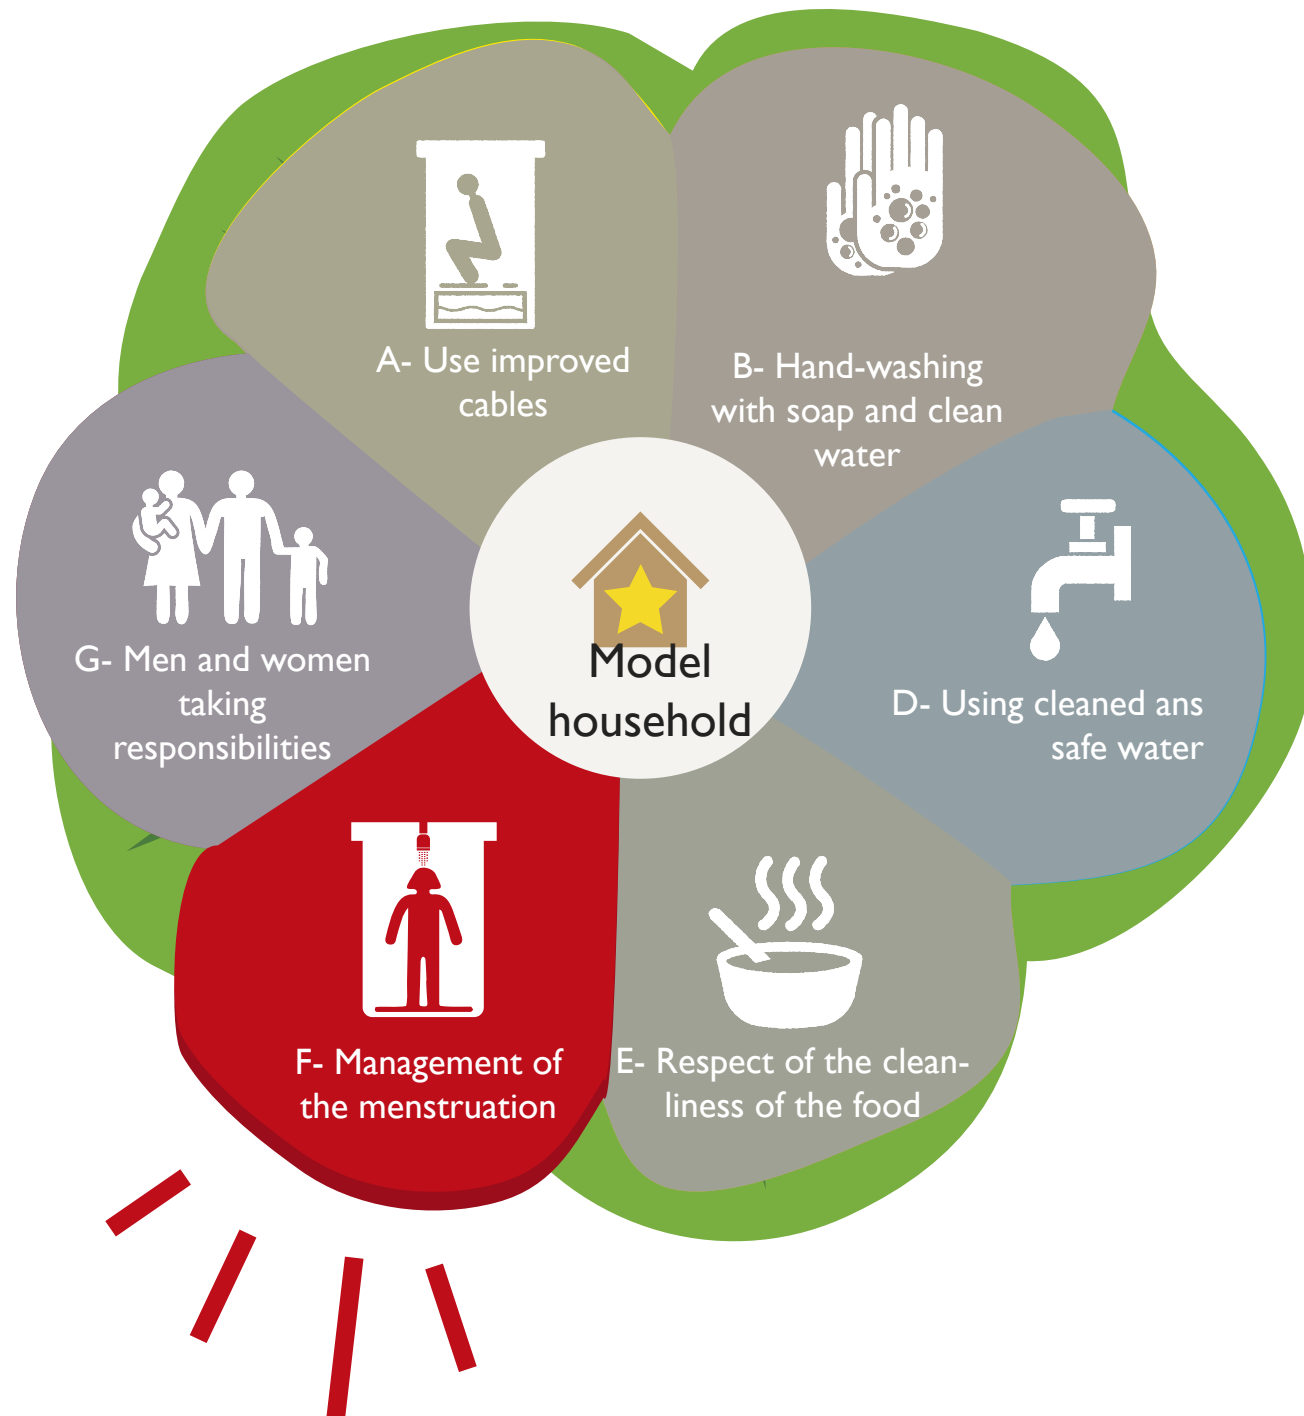 A- Use improved
cables
B- Hand-washing
with soap and clean
water
D- Using cleaned ans
safe water
E- Respect of the clean-
liness of the food
F- Management of
the menstruation
G- Men and women
taking
responsibilities
Model
household